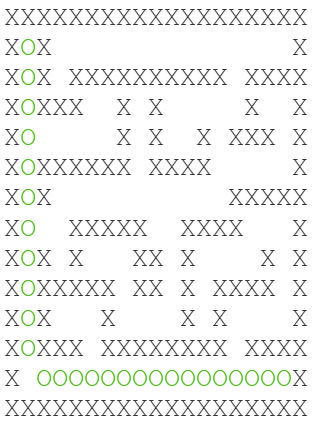 XXXXXXXXXXXXXXXXXXX
XOX               X
XOX XXXXXXXXXX XXXX
XOXXX  X X     X  X
XO     X X  X XXX X
XOXXXXXX XXXX     X
XOX           XXXXX
XO  XXXXX  XXXX   X
XOX X   XX X    X X
XOXXXXX XX X XXXX X
XOX   X    X X    X
XOXXX XXXXXXXX XXXX
X OOOOOOOOOOOOOOOOX
XXXXXXXXXXXXXXXXXXX